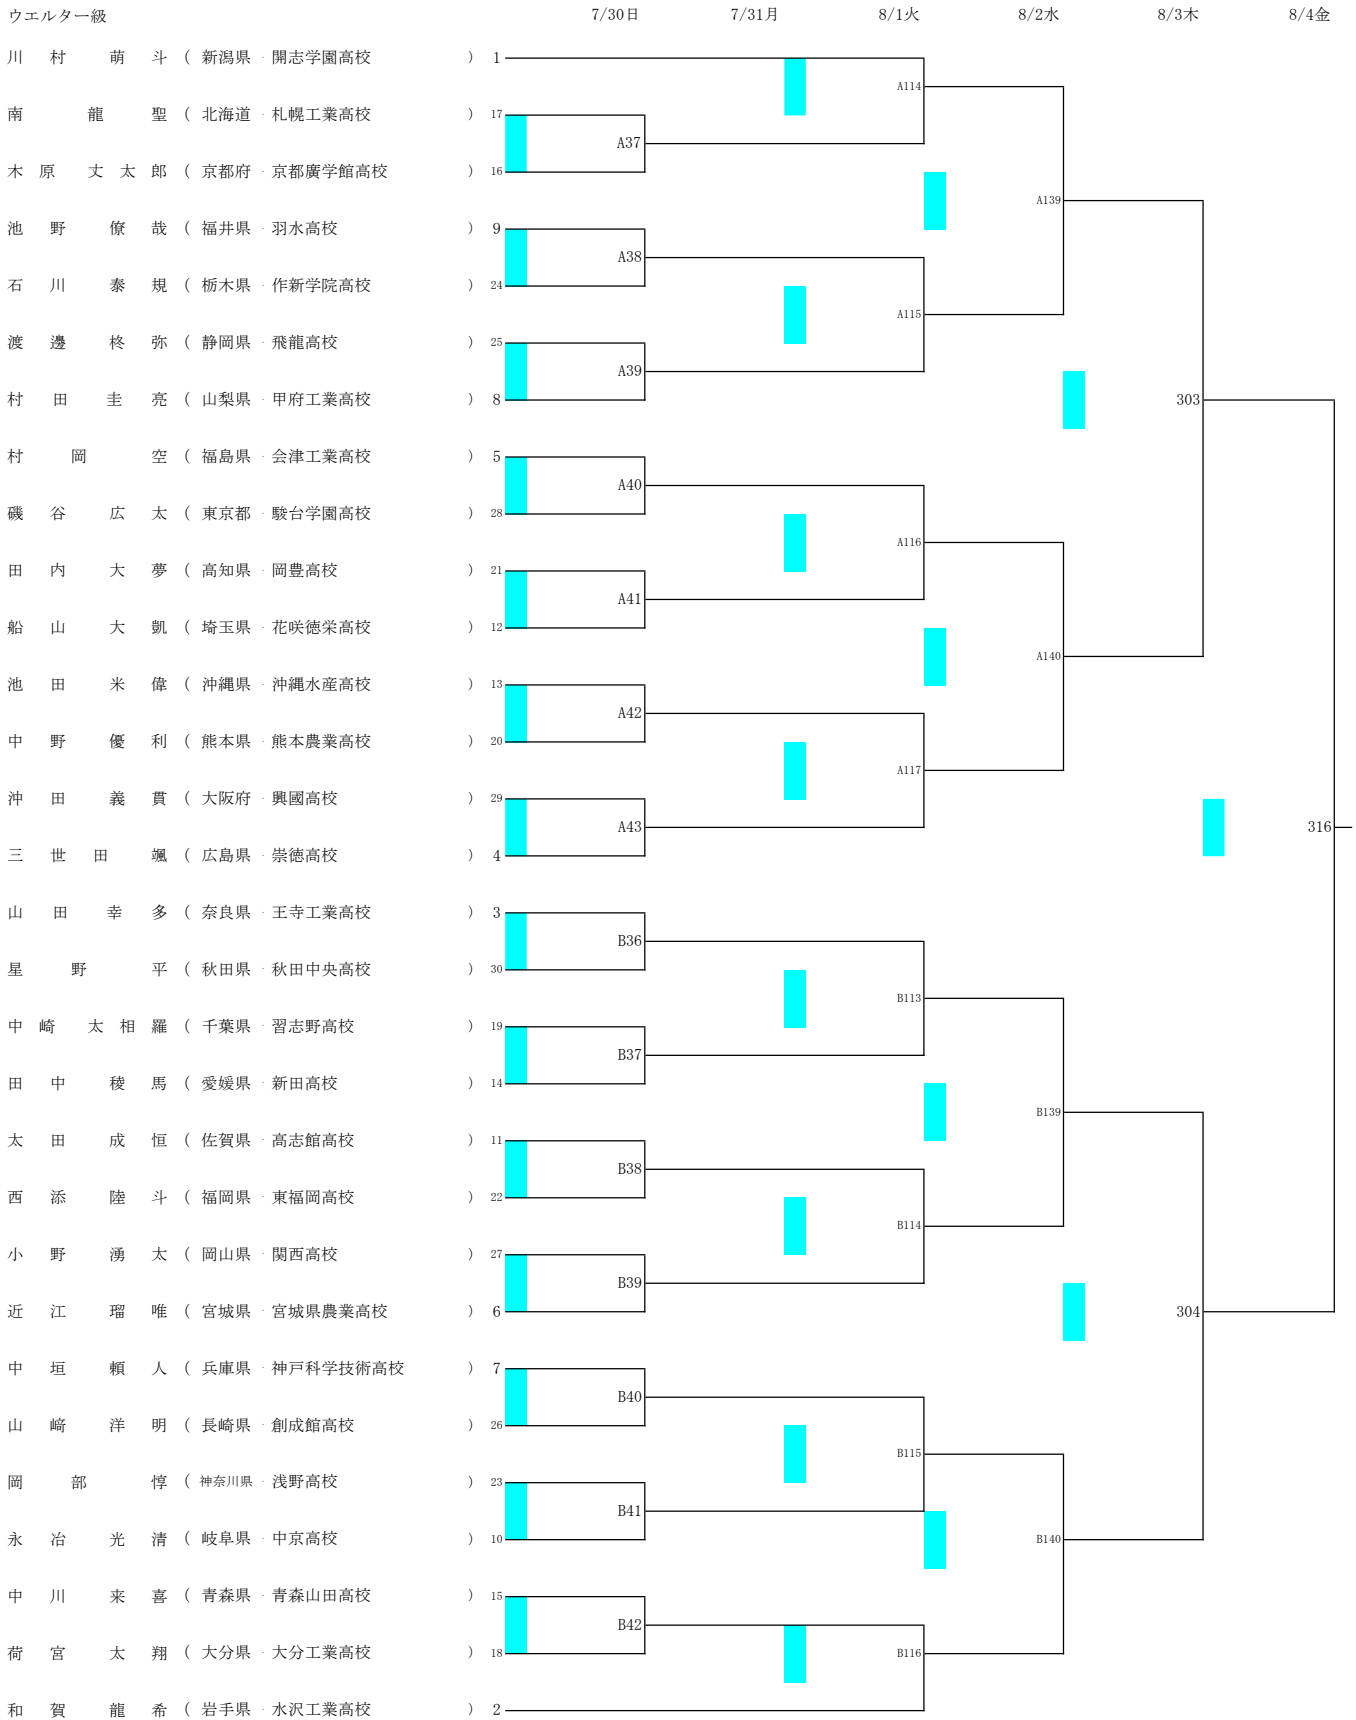 ウエルター級 7/30日 7/31月 8/1火 8/2水 8/3木 8/4金
川村 萌斗 ( 新潟県 · 開志学園高校 ) 1
A114
南 龍聖 ( 北海道 · 札幌工業高校 ) 17
A37
木原 丈太郎 ( 京都府 · 京都廣学館高校 ) 16
A139
池野 僚哉 ( 福井県 · 羽水高校 ) 9
A38
石川 泰規 ( 栃木県 · 作新学院高校 ) 24
A115
渡邊 柊弥 ( 静岡県 · 飛龍高校 ) 25
A39
村田 圭亮 ( 山梨県 · 甲府工業高校 ) 8
303
村岡 空 ( 福島県 · 会津工業高校 ) 5
A40
磯谷 広太 ( 東京都 · 駿台学園高校 ) 28
A116
田内 大夢 ( 高知県 · 岡豊高校 ) 21
A41
船山 大凱 ( 埼玉県 · 花咲徳栄高校 ) 12
A140
池田 米偉 ( 沖縄県 · 沖縄水産高校 ) 13
A42
中野 優利 ( 熊本県 · 熊本農業高校 ) 20
A117
沖田 義貫 ( 大阪府 · 興國高校 ) 29
A43 316
三世田 颯 ( 広島県 · 崇徳高校 ) 4
山田 幸多 ( 奈良県 · 王寺工業高校 ) 3
B36
星野 平 ( 秋田県 · 秋田中央高校 ) 30
B113
中崎 太相羅 ( 千葉県 · 習志野高校 ) 19
B37
田中 稜馬 ( 愛媛県 · 新田高校 ) 14
B139
太田 成恒 ( 佐賀県 · 高志館高校 ) 11
B38
西添 陸斗 ( 福岡県 · 東福岡高校 ) 22
B114
小野 湧太 ( 岡山県 · 関西高校 ) 27
B39
近江 瑠唯 ( 宮城県 · 宮城県農業高校 ) 6
304
中垣 頼人 ( 兵庫県 · 神戸科学技術高校 ) 7
B40
山﨑 洋明 ( 長崎県 · 創成館高校 ) 26
B115
岡部 惇 ( 神奈川県 · 浅野高校 ) 23
B41
永冶 光清 ( 岐阜県 · 中京高校 ) 10
B140
中川 来喜 ( 青森県 · 青森山田高校 ) 15
B42
荷宮 太翔 ( 大分県 · 大分工業高校 ) 18
B116
和賀 龍希 ( 岩手県 · 水沢工業高校 ) 2